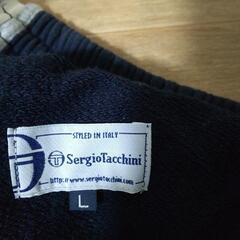 STYLED IN ITALY
SergioTacchini
http://www.sergiotacchini.com
L